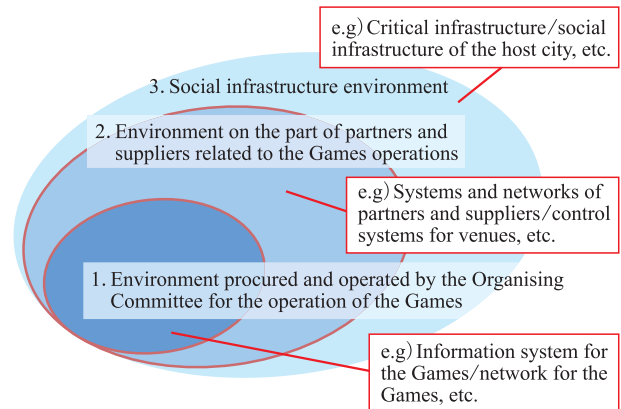 e.g) Critical infrastructure/social
infrastructure of the host city, etc.
3. Social infrastructure environment
2. Environment on the part of partners and
suppliers related to the Games operations
e.g) Systems and networks of
partners and suppliers/control
systems for venues, etc.
1. Environment procured and operated by the Organising
Committee for the operation of the Games
e.g) Information system for
the Games/network for the
Games, etc.